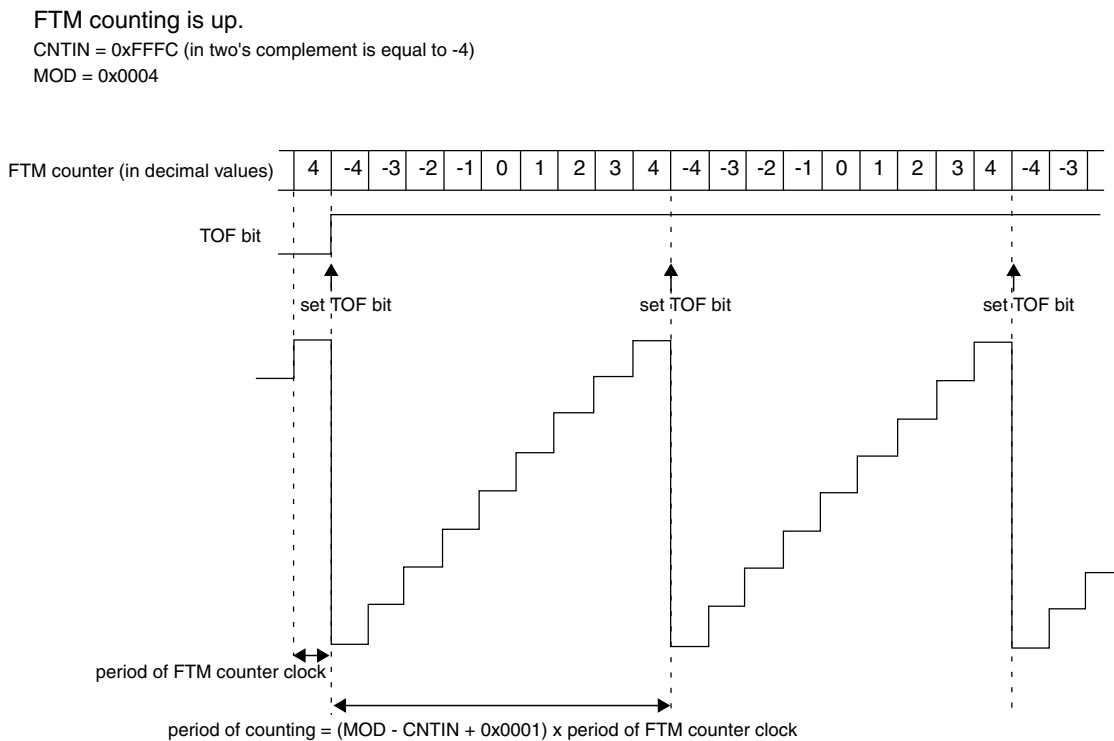 FTM counting is up.
CNTIN = 0xFFFC (in two's complement is equal to -4)
MOD = 0x0004
FTM counter (in decimal values) 4 -4 -3 -2 -1 0 1 2 3 4 -4 -3 -2 -1 0 1 2 3 4 -4 -3
TOF bit
set TOF bit set TOF bit set TOF bit
period of FTM counter clock
period of counting = (MOD - CNTIN + 0x0001) x period of FTM counter clock